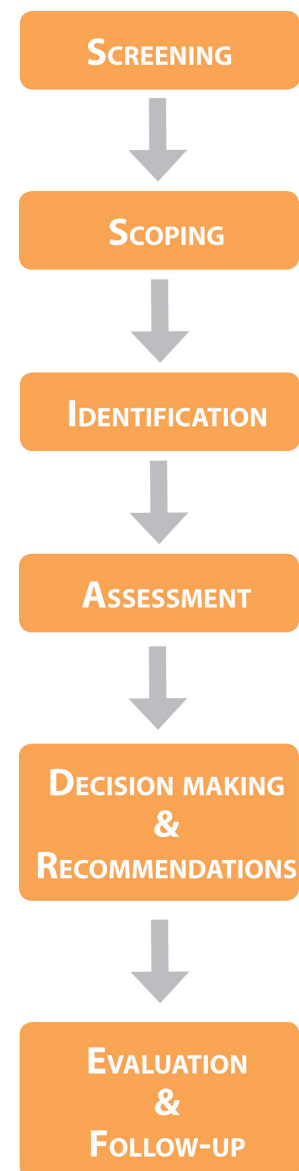 Screening
Scoping
Identification
Assessment
Decision making
&
Recommendations
Evaluation
&
Follow-up